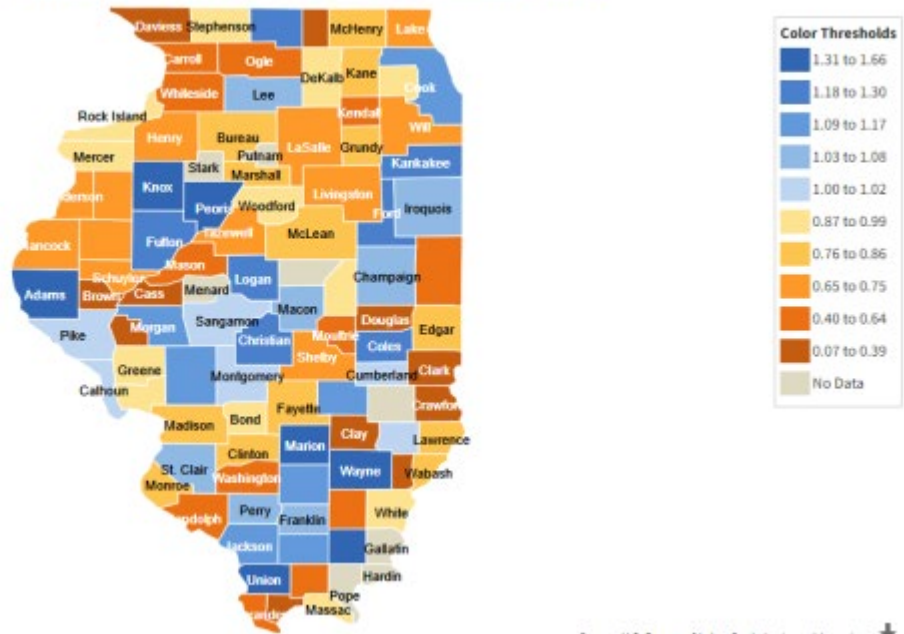 Daviess Stephenson McHenry Lake
Carroll Ogle DeKalb Kane Cook
Whiteside Lee Kendall
Rock Island Will
Henry Bureau LaSalle Grundy
Mercer Putnam Kankakee
Stark Marshall
Knox Livingston
Peoria Woodford Ford Iroquois
Fulton McLean
Mason
Logan Champaign
Schuyler
Adams Brown Cass Menard
Macon
Pike Morgan Sangamon Douglas Edgar
Christian Moultrie Coles
Shelby
Greene Montgomery Cumberland Clark
Calhoun
Fayette Crawford
Madison Bond
Clay Lawrence
Clinton Marion
St. Clair Washington Wayne Wabash
Monroe
Perry Franklin White
Jackson Gallatin
Union Hardin
Pope
Massac
Color Thresholds
1.31 to 1.66
1.18 to 1.30
1.09 to 1.17
1.03 to 1.08
1.00 to 1.02
0.87 to 0.99
0.76 to 0.86
0.65 to 0.75
0.40 to 0.64
0.07 to 0.39
No Data